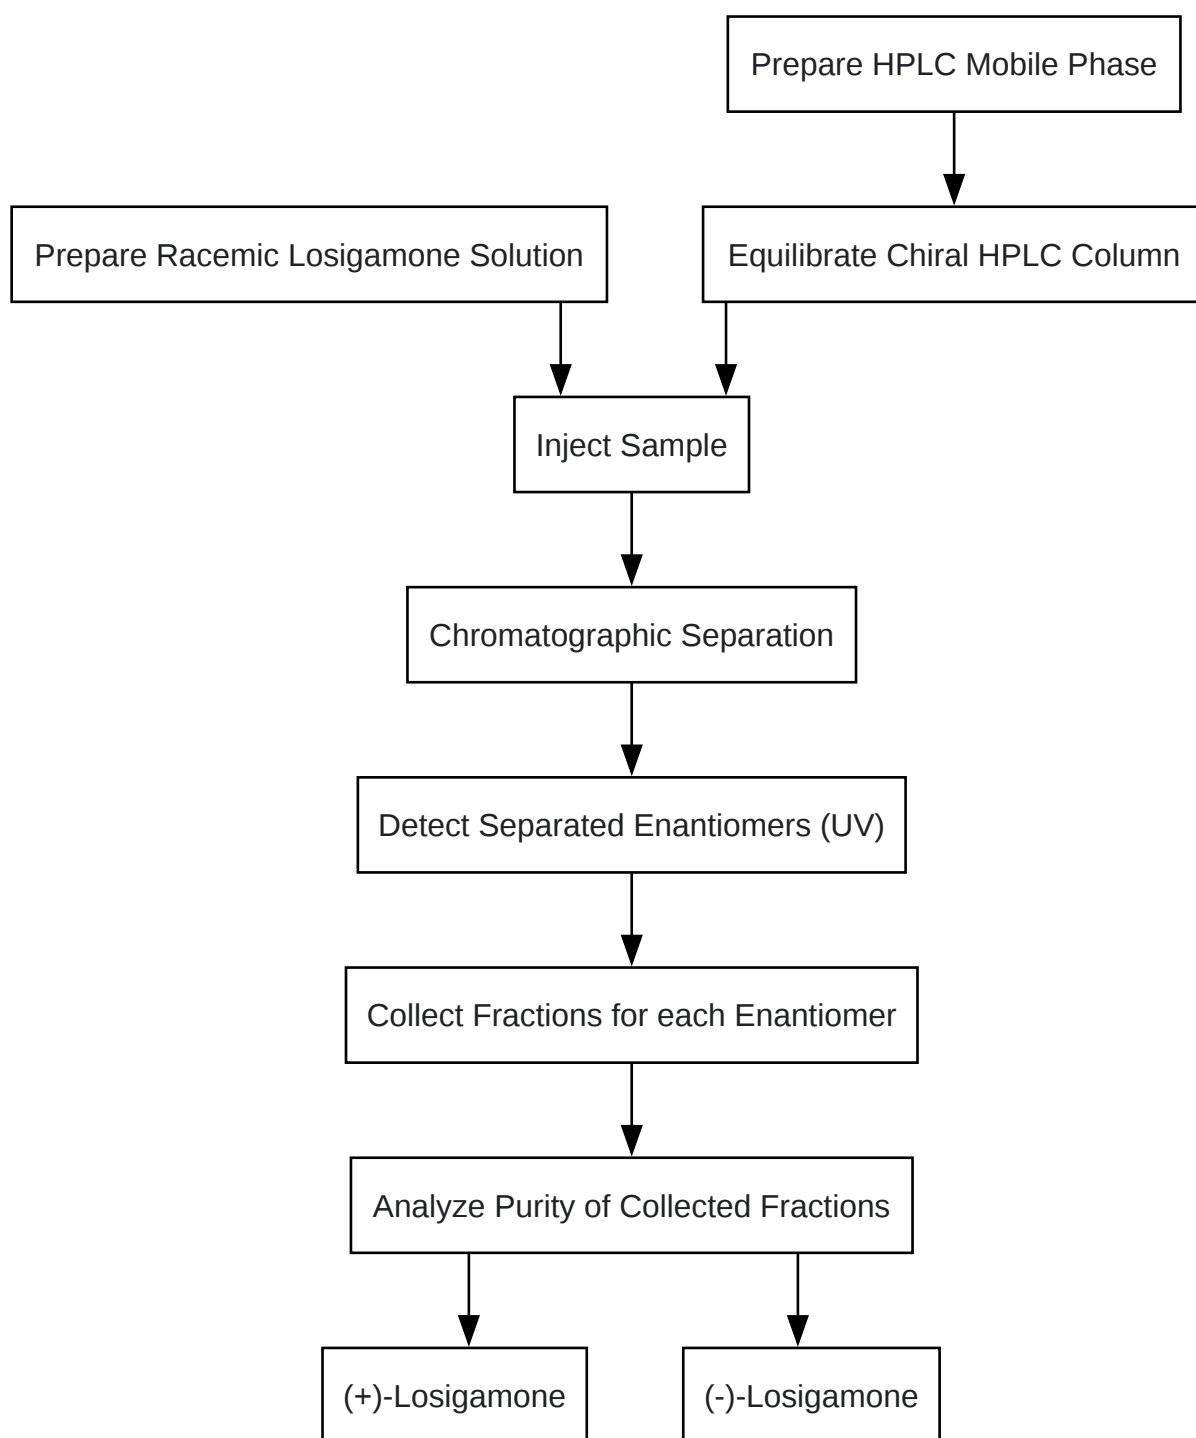 Prepare HPLC Mobile Phase
Prepare Racemic Losigamone Solution
Equilibrate Chiral HPLC Column
Inject Sample
Chromatographic Separation
Detect Separated Enantiomers (UV)
Collect Fractions for each Enantiomer
Analyze Purity of Collected Fractions
(+)-Losigamone
(-)-Losigamone